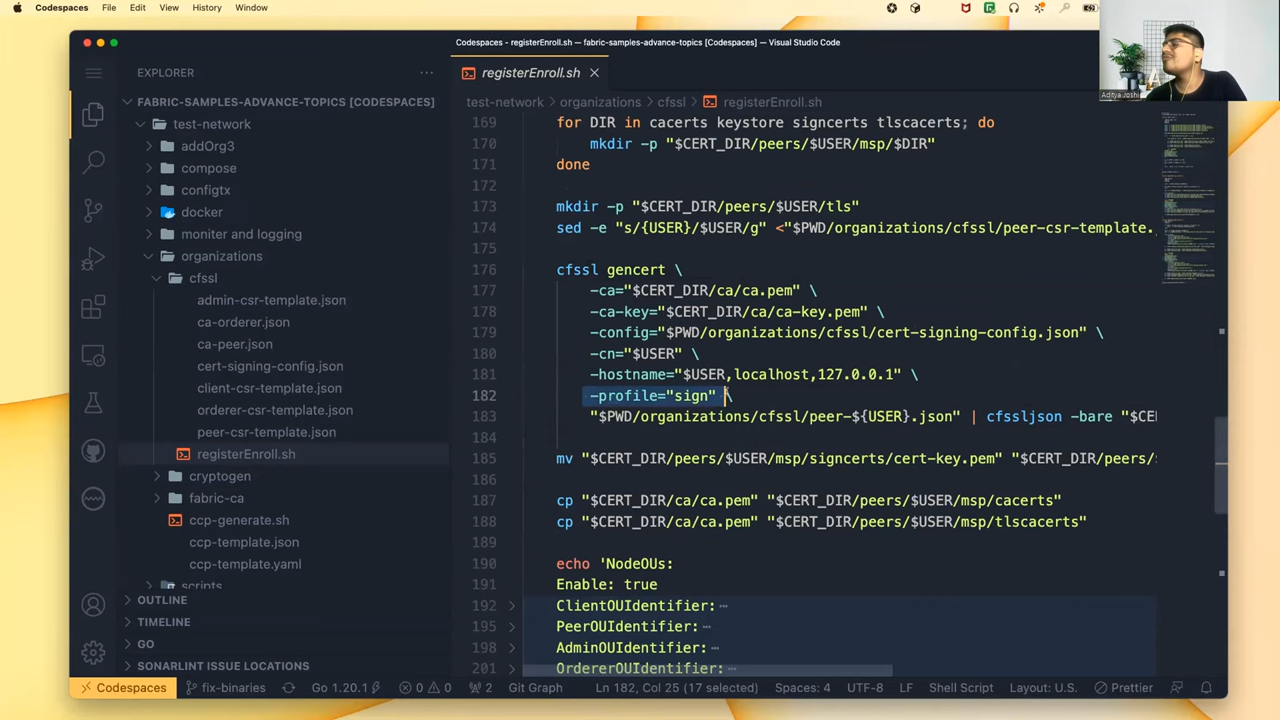 Codespaces File Edit View History Window
Codespaces - registerEnroll.sh — fabric-samples-advance-topics [Codespaces] — Visual Studio Code
Aditya Joshi
EXPLORER
registerEnroll.sh
FABRIC-SAMPLES-ADVANCE-TOPICS [CODESPACES]
test-network
addOrg3
compose
configtx
docker
moniter and logging
organizations
cfssl
admin-csr-template.json
ca-orderer.json
ca-peer.json
cert-signing-config.json
client-csr-template.json
orderer-csr-template.json
peer-csr-template.json
registerEnroll.sh
cryptogen
fabric-ca
ccp-generate.sh
ccp-template.json
ccp-template.yaml
scripts
OUTLINE
TIMELINE
GO
SONARLINT ISSUE LOCATIONS
test-network > organizations > cfssl > registerEnroll.sh
169 for DIR in cacerts keystore signcerts tlscacerts; do
170 mkdir -p "$CERT_DIR/peers/$USER/msp/$DIR"
171 done
172
173 mkdir -p "$CERT_DIR/peers/$USER/tls"
174 sed -e "s/{USER}/$USER/g" <"$PWD/organizations/cfssl/peer-csr-template.
175
176 cfssl gencert \
177 -ca="$CERT_DIR/ca/ca.pem" \
178 -ca-key="$CERT_DIR/ca/ca-key.pem" \
179 -config="$PWD/organizations/cfssl/cert-signing-config.json" \
180 -cn="$USER" \
181 -hostname="$USER,localhost,127.0.0.1" \
182 -profile="sign" \
183 "$PWD/organizations/cfssl/peer-${USER}.json" | cfssljson -bare "$CE
184
185 mv "$CERT_DIR/peers/$USER/msp/signcerts/cert-key.pem" "$CERT_DIR/peers/
186
187 cp "$CERT_DIR/ca/ca.pem" "$CERT_DIR/peers/$USER/msp/cacerts"
188 cp "$CERT_DIR/ca/ca.pem" "$CERT_DIR/peers/$USER/msp/tlscacerts"
189
190 echo 'NodeOUs:
191 Enable: true
192 ClientOUIdentifier: ⋯
195 PeerOUIdentifier: ⋯
198 AdminOUIdentifier: ⋯
201 OrdererOUIdentifier: ⋯
Codespaces fix-binaries Go 1.20.1 0 0 2 Git Graph Ln 182, Col 25 (17 selected) Spaces: 4 UTF-8 LF Shell Script Layout: U.S. Prettier